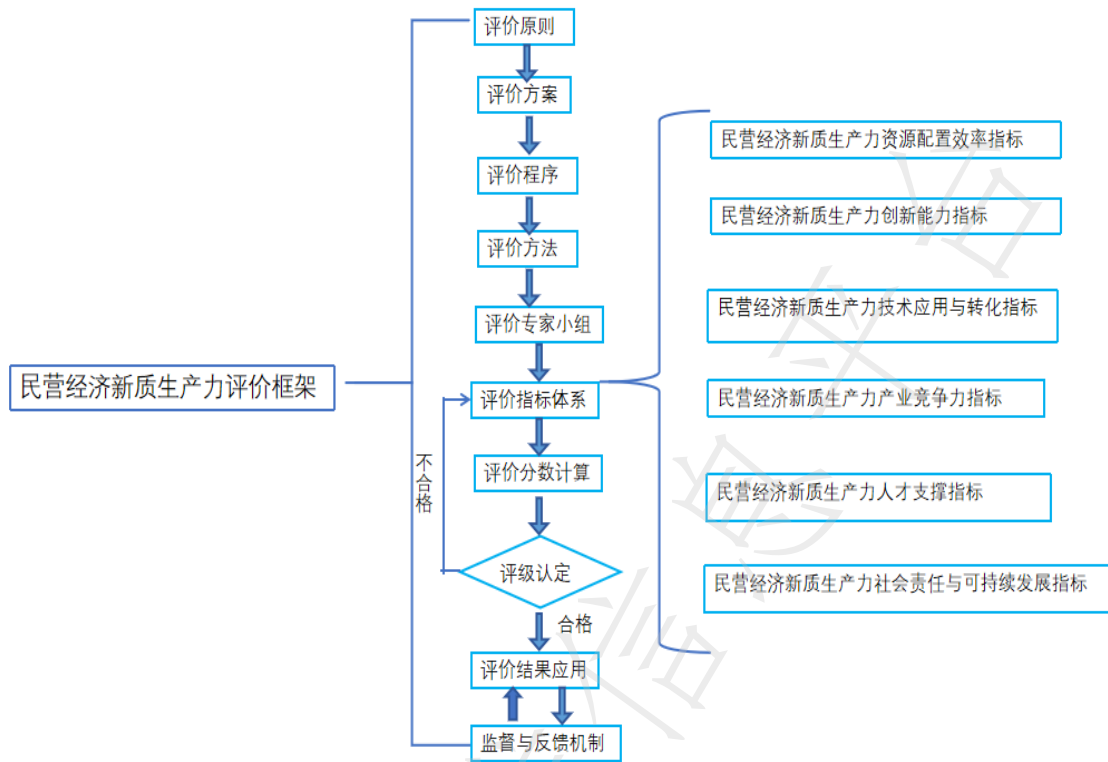 评价原则
评价方案
评价程序
评价方法
评价专家小组
民营经济新质生产力评价框架
评价指标体系
不合格
评价分数计算
评级认定
合格
评价结果应用
监督与反馈机制
民营经济新质生产力资源配置效率指标
民营经济新质生产力创新能力指标
民营经济新质生产力技术应用与转化指标
民营经济新质生产力产业竞争力指标
民营经济新质生产力人才支撑指标
民营经济新质生产力社会责任与可持续发展指标